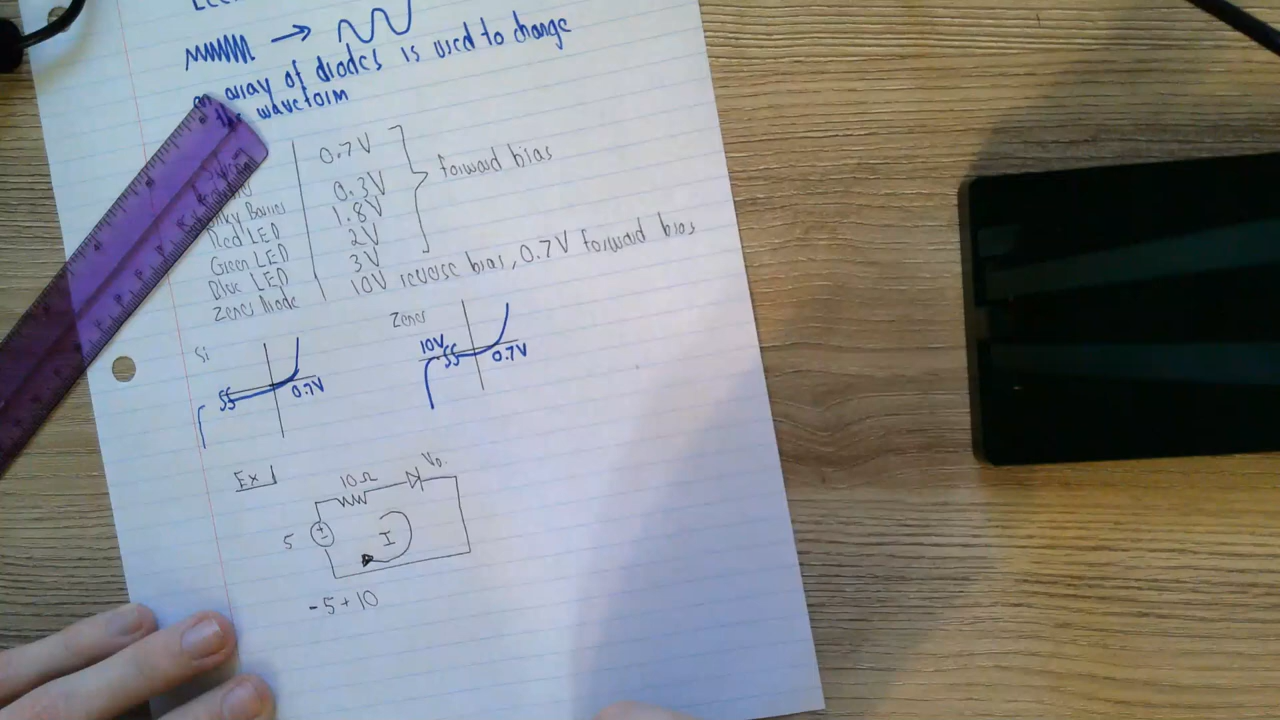 an array of diodes is used to change
the waveform
0.7V
0.3V
1.8V
2V
3V
forward bias
Red LED
Green LED
Blue LED
Zener Diode
10V reverse bias, 0.7V forward bias
Si
0.7V
Zener
10V
0.7V
Ex 1
10Ω
VD
5
+
I
-5+10